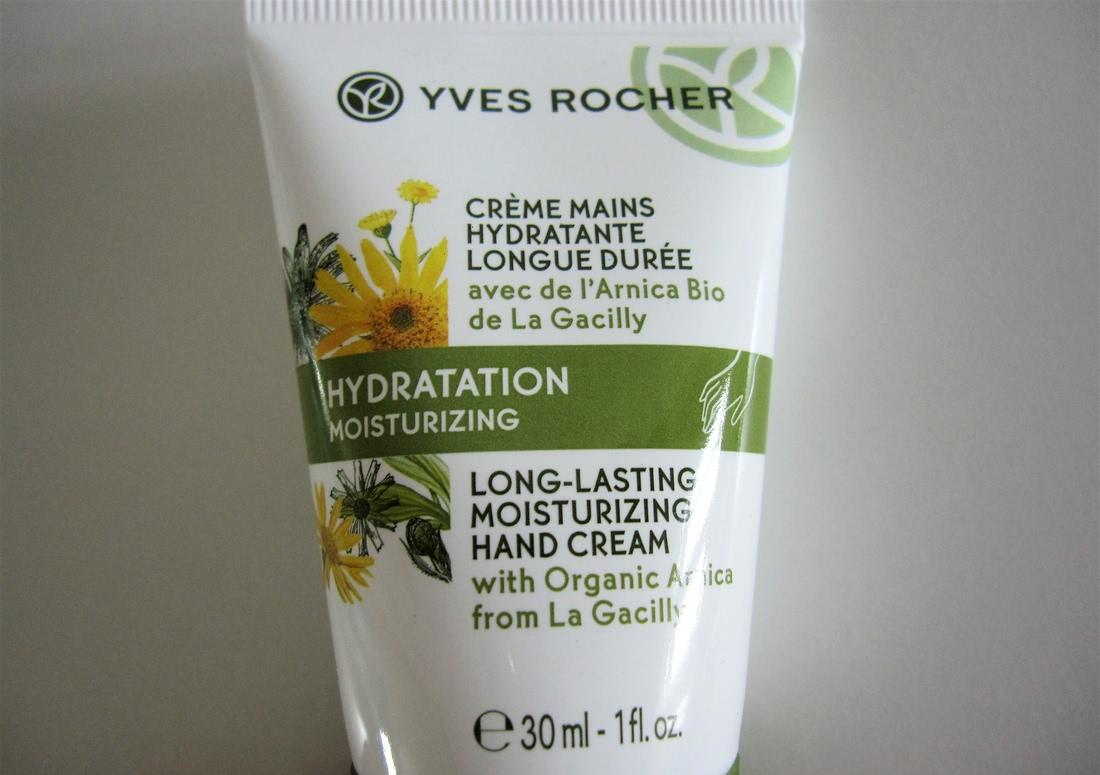 YVES ROCHER
CRÈME MAINS
HYDRATANTE
LONGUE DURÉE
avec de l'Arnica Bio
de La Gacilly
HYDRATATION
MOISTURIZING
LONG-LASTING
MOISTURIZING
HAND CREAM
with Organic Arnica
from La Gacilly
℮ 30 ml - 1 fl. oz.